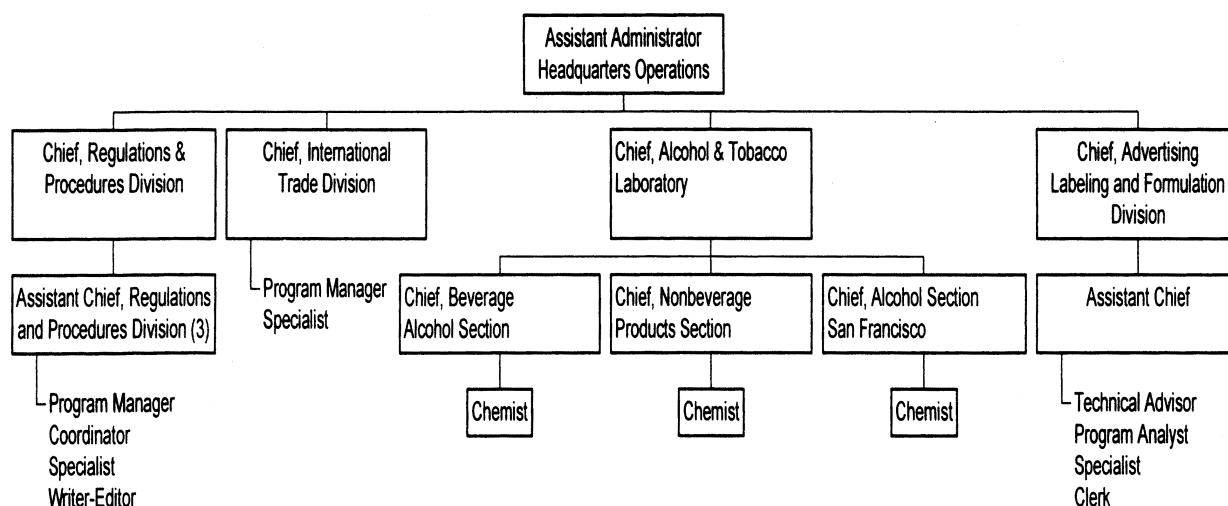 Assistant Administrator
Headquarters Operations
Chief, Regulations &
Procedures Division
Chief, International
Trade Division
Chief, Alcohol & Tobacco
Laboratory
Chief, Advertising
Labeling and Formulation
Division
Assistant Chief, Regulations
and Procedures Division (3)
Program Manager
Specialist
Chief, Beverage
Alcohol Section
Chief, Nonbeverage
Products Section
Chief, Alcohol Section
San Francisco
Assistant Chief
Program Manager
Coordinator
Specialist
Writer-Editor
Chemist
Chemist
Chemist
Technical Advisor
Program Analyst
Specialist
Clerk